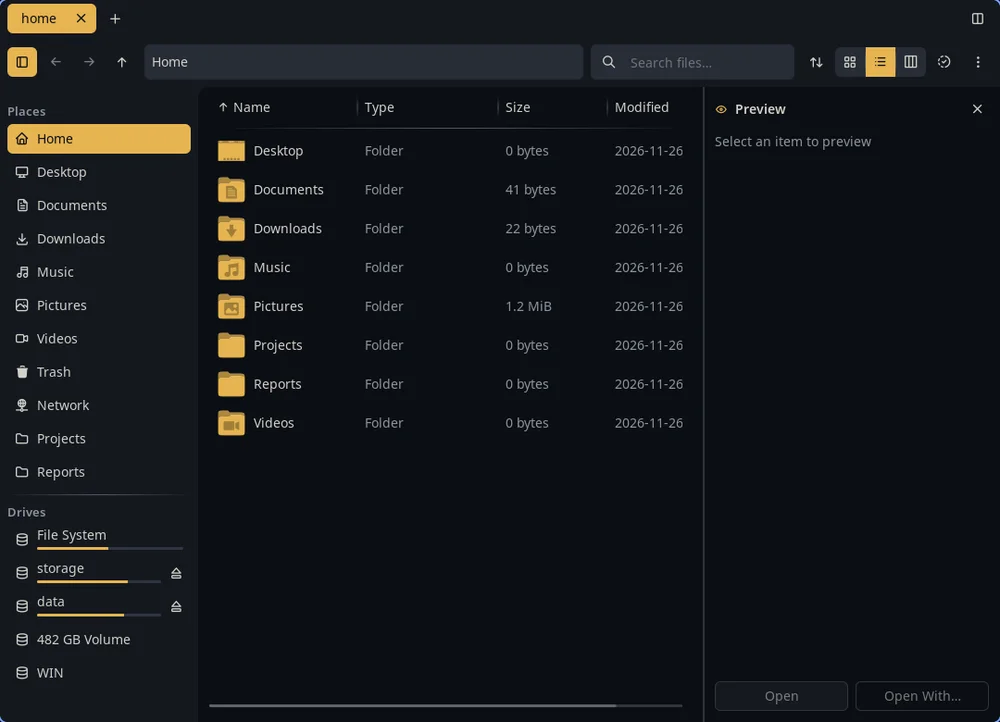 home
Home
Search files...
Places
Home
Desktop
Documents
Downloads
Music
Pictures
Videos
Trash
Network
Projects
Reports
Drives
File System
storage
data
482 GB Volume
WIN
Name Type Size Modified
Desktop Folder 0 bytes 2026-11-26
Documents Folder 41 bytes 2026-11-26
Downloads Folder 22 bytes 2026-11-26
Music Folder 0 bytes 2026-11-26
Pictures Folder 1.2 MiB 2026-11-26
Projects Folder 0 bytes 2026-11-26
Reports Folder 0 bytes 2026-11-26
Videos Folder 0 bytes 2026-11-26
Preview
Select an item to preview
Open
Open With...